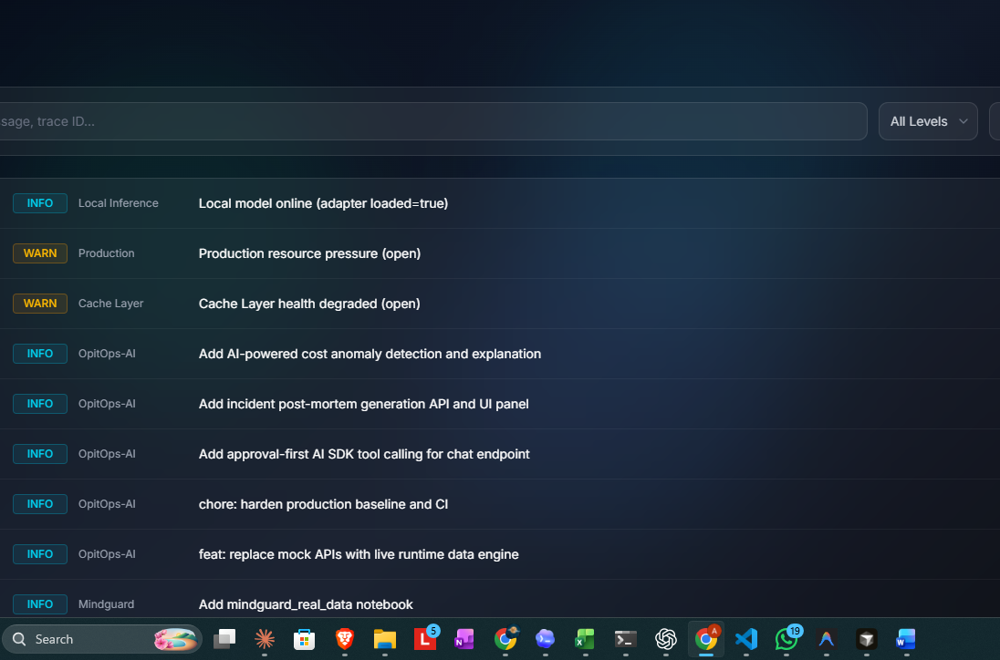 sage, trace ID...
All Levels
INFO Local Inference Local model online (adapter loaded=true)
WARN Production Production resource pressure (open)
WARN Cache Layer Cache Layer health degraded (open)
INFO OpitOps-AI Add AI-powered cost anomaly detection and explanation
INFO OpitOps-AI Add incident post-mortem generation API and UI panel
INFO OpitOps-AI Add approval-first AI SDK tool calling for chat endpoint
INFO OpitOps-AI chore: harden production baseline and CI
INFO OpitOps-AI feat: replace mock APIs with live runtime data engine
INFO Mindguard Add mindguard_real_data notebook
Search
L 5
N
X
A
19
W